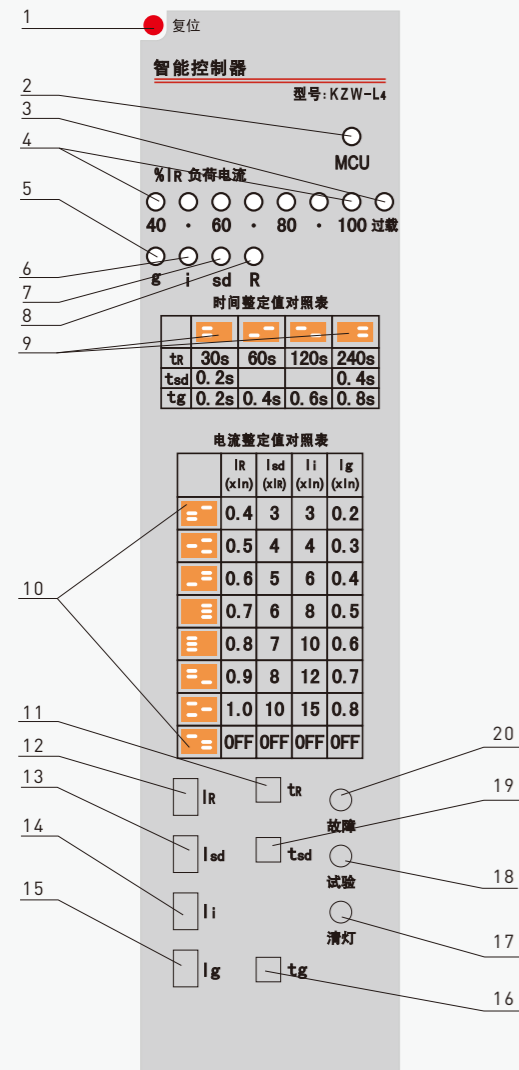 1
复位
智能控制器
型号:KZW-L4
2
3
4
MCU
%IR 负荷电流
40 · 60 · 80 · 100 过载
5
g i sd R
6
7
8
时间整定值对照表
9
tR 30s 60s 120s 240s
tsd 0.2s 0.4s
tg 0.2s 0.4s 0.6s 0.8s
电流整定值对照表
IR Isd Ii Ig
(xIn) (xIR) (xIn) (xIn)
0.4 3 3 0.2
0.5 4 4 0.3
0.6 5 6 0.4
10
0.7 6 8 0.5
0.8 7 10 0.6
0.9 8 12 0.7
1.0 10 15 0.8
OFF OFF OFF OFF
11
12
13
14
15
IR tR
故障
Isd tsd
试验
Ii
清灯
Ig tg
20
19
18
17
16